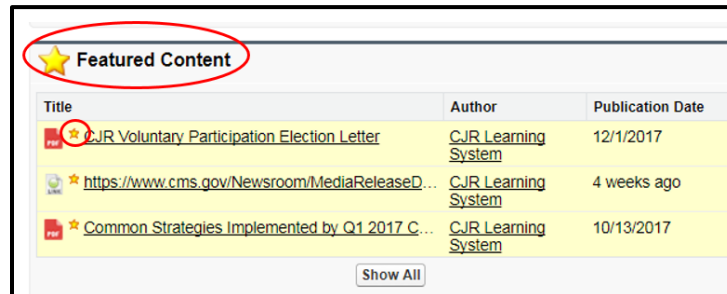 Featured Content
Title Author Publication Date
PDF CJR Voluntary Participation Election Letter CJR Learning System 12/1/2017
LINK https://www.cms.gov/Newsroom/MediaReleaseD... CJR Learning System 4 weeks ago
PDF Common Strategies Implemented by Q1 2017 C... CJR Learning System 10/13/2017
Show All